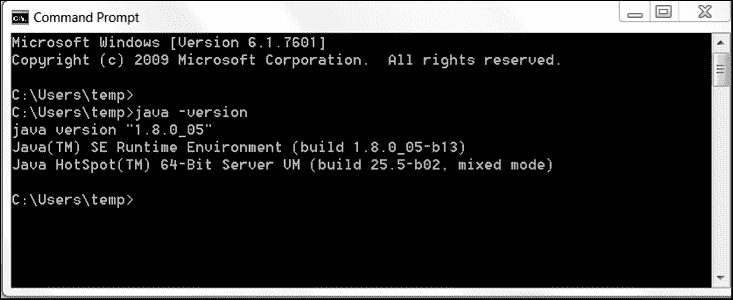 Command Prompt
Microsoft Windows [Version 6.1.7601]
Copyright (c) 2009 Microsoft Corporation.  All rights reserved.
C:\Users\temp>
C:\Users\temp>java -version
java version "1.8.0_05"
Java(TM) SE Runtime Environment (build 1.8.0_05-b13)
Java HotSpot(TM) 64-Bit Server VM (build 25.5-b02, mixed mode)
C:\Users\temp>